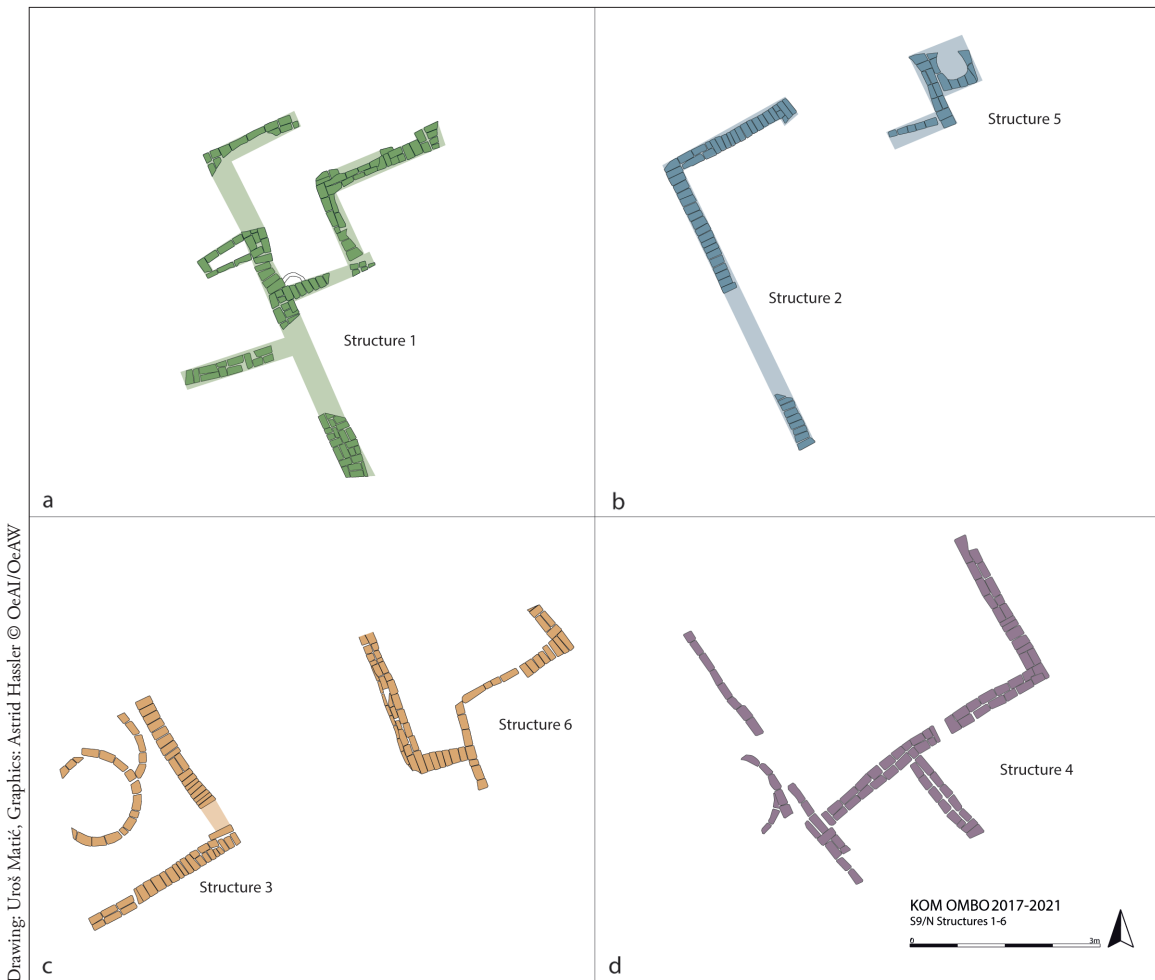 Structure 1
a
Structure 5
Structure 2
b
Structure 6
Structure 3
c
Structure 4
KOM OMBO 2017-2021
S9/N Structures 1-6
0 3m
d
Drawing: Uroš Matić, Graphics: Astrid Hassler © OeAI/OeAW